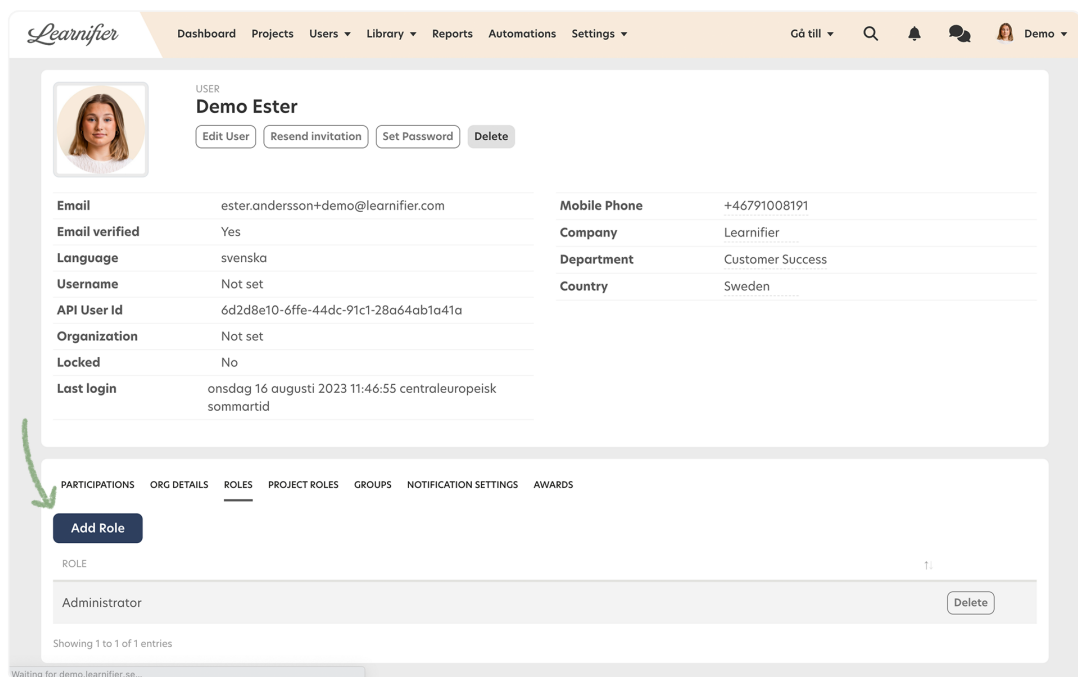 Learnifier
Dashboard Projects Users Library Reports Automations Settings Gå till Demo
USER
Demo Ester
Edit User Resend invitation Set Password Delete
Email ester.andersson+demo@learnifier.com
Email verified Yes
Language svenska
Username Not set
API User Id 6d2d8e10-6ffe-44dc-91c1-28a64ab1a41a
Organization Not set
Locked No
Last login onsdag 16 augusti 2023 11:46:55 centraleuropeisk
sommartid
Mobile Phone +46791008191
Company Learnifier
Department Customer Success
Country Sweden
PARTICIPATIONS ORG DETAILS ROLES PROJECT ROLES GROUPS NOTIFICATION SETTINGS AWARDS
Add Role
ROLE
Administrator Delete
Showing 1 to 1 of 1 entries
Waiting for demo.learnifier.se...